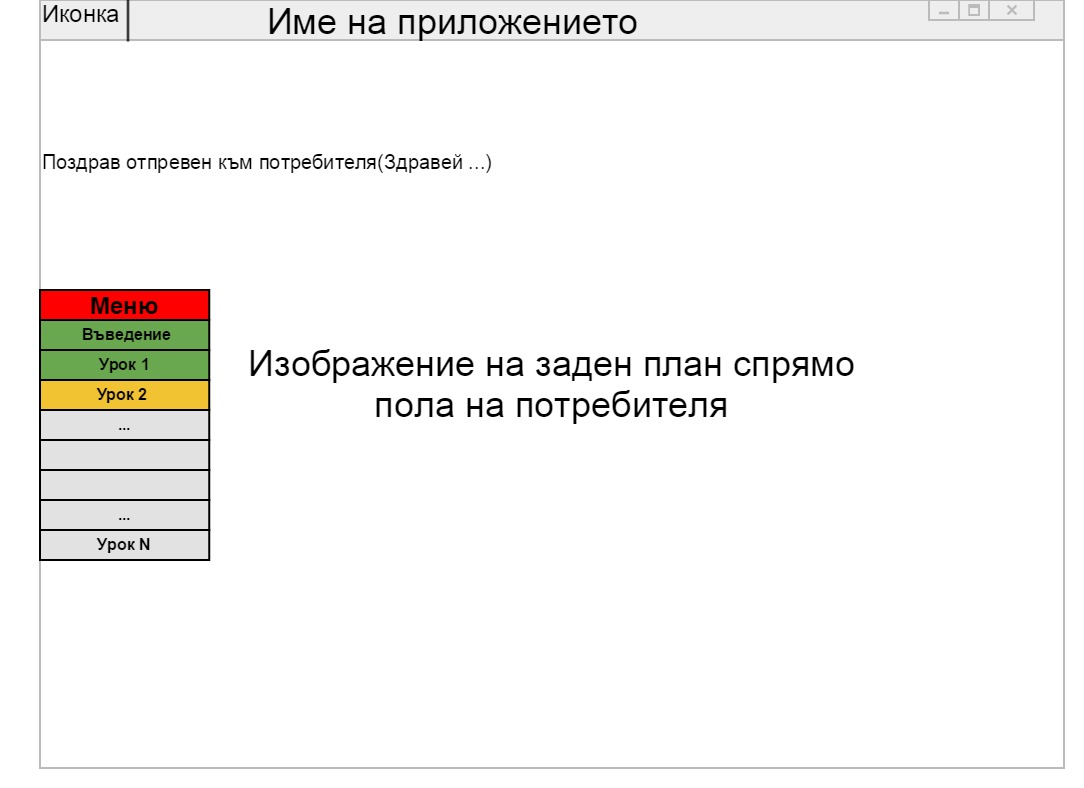 Иконка
Име на приложението
Поздрав отпревен към потребителя(Здравей ...)
Меню
Въведение
Урок 1
Урок 2
...
...
Урок N
Изображение на заден план спрямо
пола на потребителя